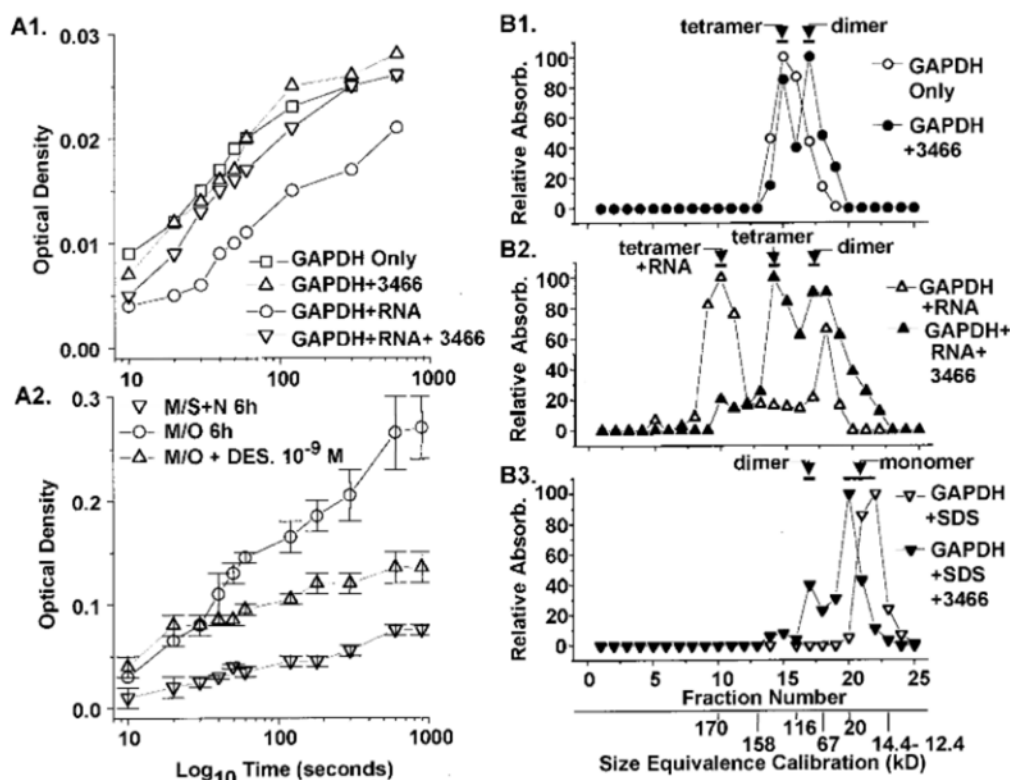 A1.
0.03
0.02
0.01
0.00
Optical Density
10
100
1000
GAPDH Only
GAPDH+3466
GAPDH+RNA
GAPDH+RNA+ 3466
A2.
0.3
0.2
0.1
0.0
Optical Density
M/S+N 6h
M/O 6h
M/O + DES. 10⁻⁹ M
10
100
1000
Log₁₀ Time (seconds)
B1.
tetramer
dimer
100
80
60
40
20
0
Relative Absorb.
GAPDH
Only
GAPDH
+3466
B2.
tetramer
+RNA
tetramer
dimer
100
80
60
40
20
0
Relative Absorb.
GAPDH
+RNA
GAPDH+
RNA+
3466
B3.
dimer
monomer
100
80
60
40
20
0
Relative Absorb.
GAPDH
+SDS
GAPDH
+SDS
+3466
0
5
10
15
20
25
Fraction Number
170
158
116
67
20
14.4- 12.4
Size Equivalence Calibration (kD)